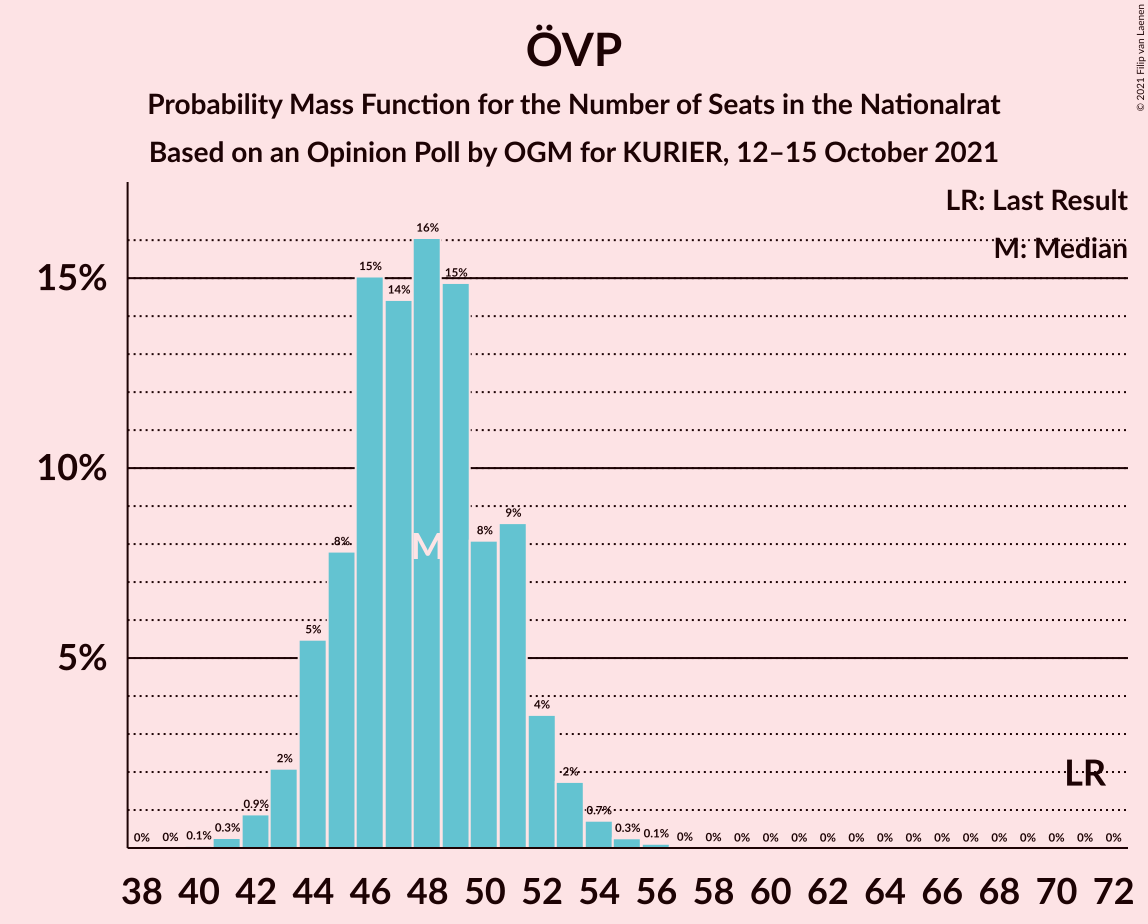 ÖVP
Probability Mass Function for the Number of Seats in the Nationalrat
Based on an Opinion Poll by OGM for KURIER, 12–15 October 2021
© 2021 Filip van Laenen
LR: Last Result
M: Median
15%
10%
5%
0% 0% 0.1% 0.3% 0.9% 2% 5% 8% 15% 14% 16% 15% 8% 9% 4% 2% 0.7% 0.3% 0.1% 0% 0% 0% 0% 0% 0% 0% 0% 0% 0% 0% 0% 0% 0% 0% 0%
M
LR
38 40 42 44 46 48 50 52 54 56 58 60 62 64 66 68 70 72